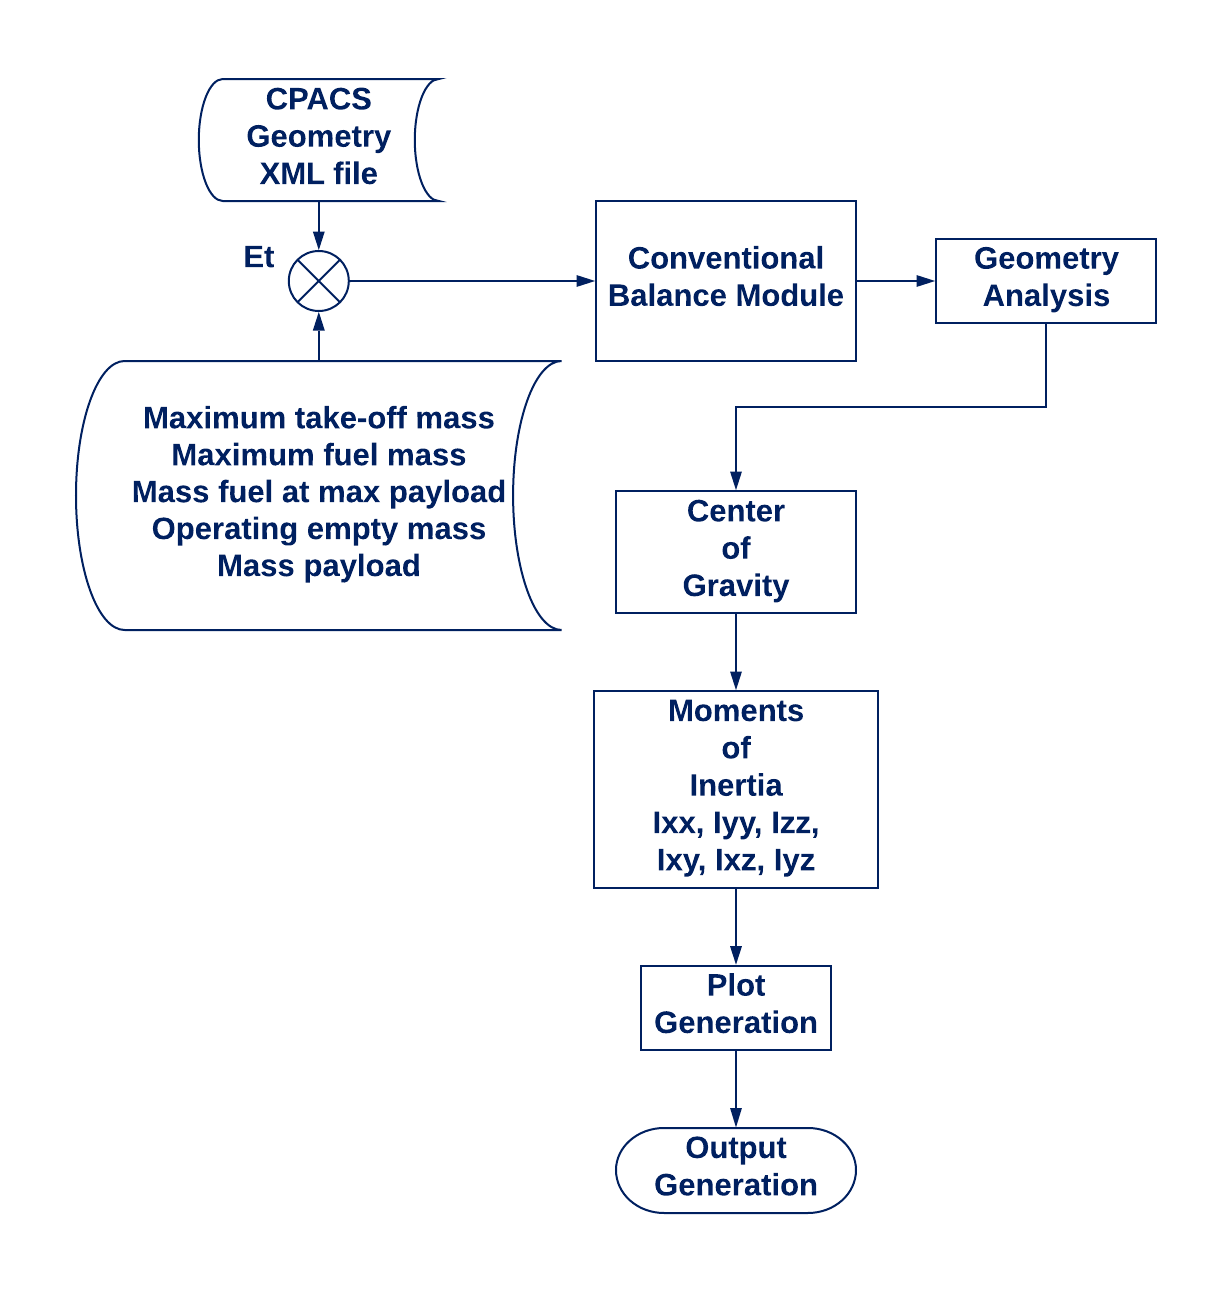 CPACS
Geometry
XML file
Et
Conventional
Balance Module
Geometry
Analysis
Maximum take-off mass
Maximum fuel mass
Mass fuel at max payload
Operating empty mass
Mass payload
Center
of
Gravity
Moments
of
Inertia
Ixx, Iyy, Izz,
Ixy, Ixz, Iyz
Plot
Generation
Output
Generation